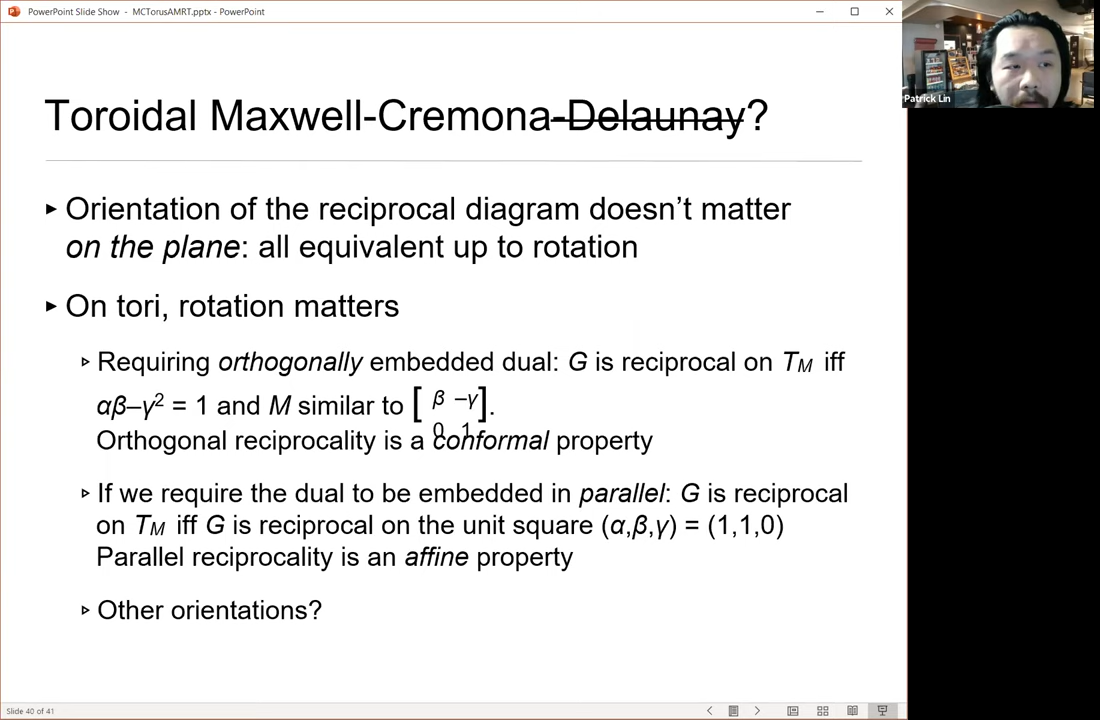 PowerPoint Slide Show - MCTorusAMRT.pptx - PowerPoint
Patrick Lin
Toroidal Maxwell-Cremona-Delaunay?
▸ Orientation of the reciprocal diagram doesn't matter
on the plane: all equivalent up to rotation
▸ On tori, rotation matters
▹ Requiring orthogonally embedded dual: G is reciprocal on T_M iff
αβ–γ² = 1 and M similar to [ β –γ ].
0 1
Orthogonal reciprocality is a conformal property
▹ If we require the dual to be embedded in parallel: G is reciprocal
on T_M iff G is reciprocal on the unit square (α,β,γ) = (1,1,0)
Parallel reciprocality is an affine property
▹ Other orientations?
Slide 40 of 41